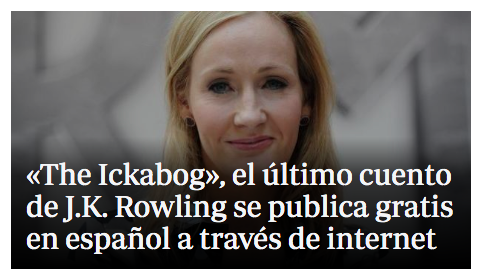 «The Ickabog», el último cuento
de J.K. Rowling se publica gratis
en español a través de internet